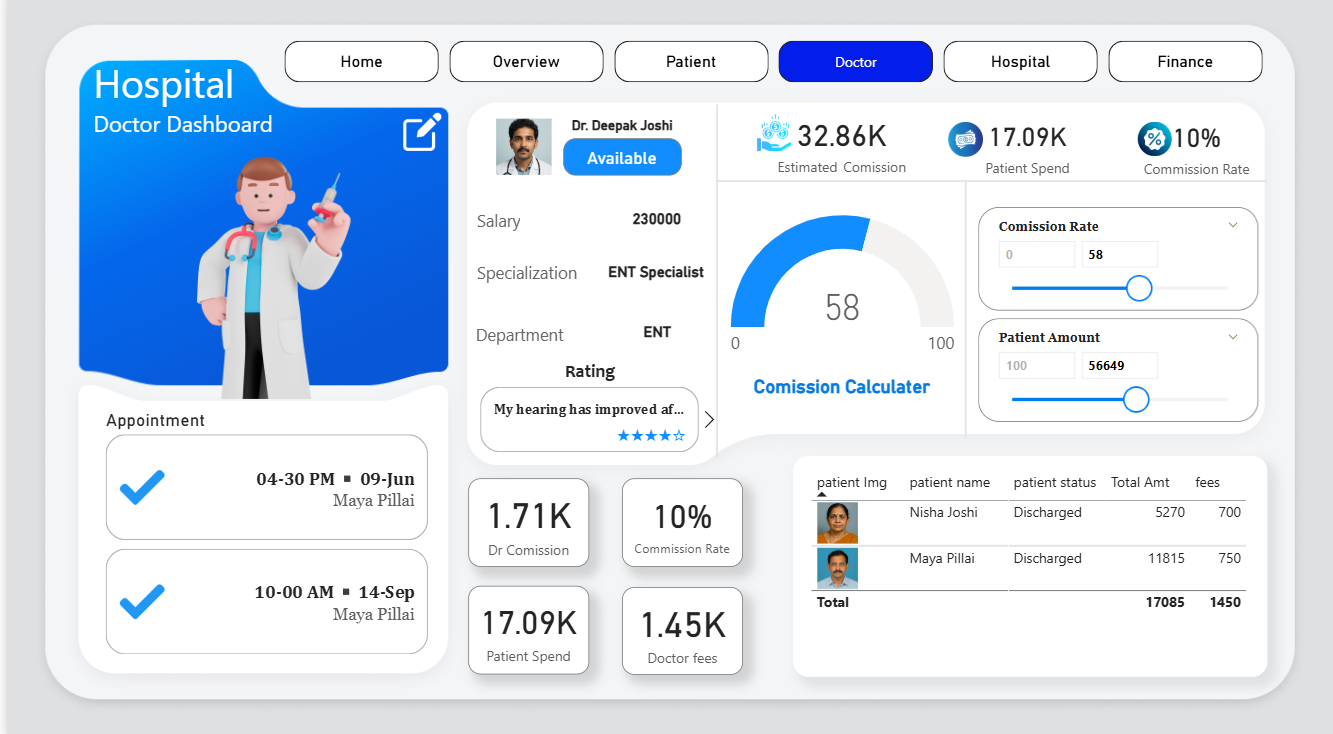 Home
Overview
Patient
Doctor
Hospital
Finance
Hospital
Doctor Dashboard
Dr. Deepak Joshi
Available
Salary 230000
Specialization ENT Specialist
Department ENT
Rating
My hearing has improved af...
32.86K
Estimated Comission
17.09K
Patient Spend
10%
Commission Rate
58
0 100
Comission Calculater
Comission Rate
0 58
Patient Amount
100 56649
Appointment
04-30 PM ▪ 09-Jun
Maya Pillai
10-00 AM ▪ 14-Sep
Maya Pillai
1.71K
Dr Comission
10%
Commission Rate
17.09K
Patient Spend
1.45K
Doctor fees
patient Img patient name patient status Total Amt fees
Nisha Joshi Discharged 5270 700
Maya Pillai Discharged 11815 750
Total 17085 1450